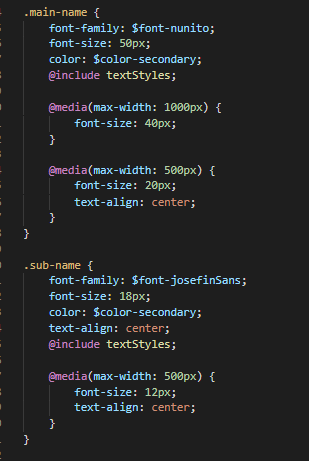 .main-name {
font-family: $font-nunito;
font-size: 50px;
color: $color-secondary;
@include textStyles;
@media(max-width: 1000px) {
font-size: 40px;
}
@media(max-width: 500px) {
font-size: 20px;
text-align: center;
}
}
.sub-name {
font-family: $font-josefinSans;
font-size: 18px;
color: $color-secondary;
text-align: center;
@include textStyles;
@media(max-width: 500px) {
font-size: 12px;
text-align: center;
}
}